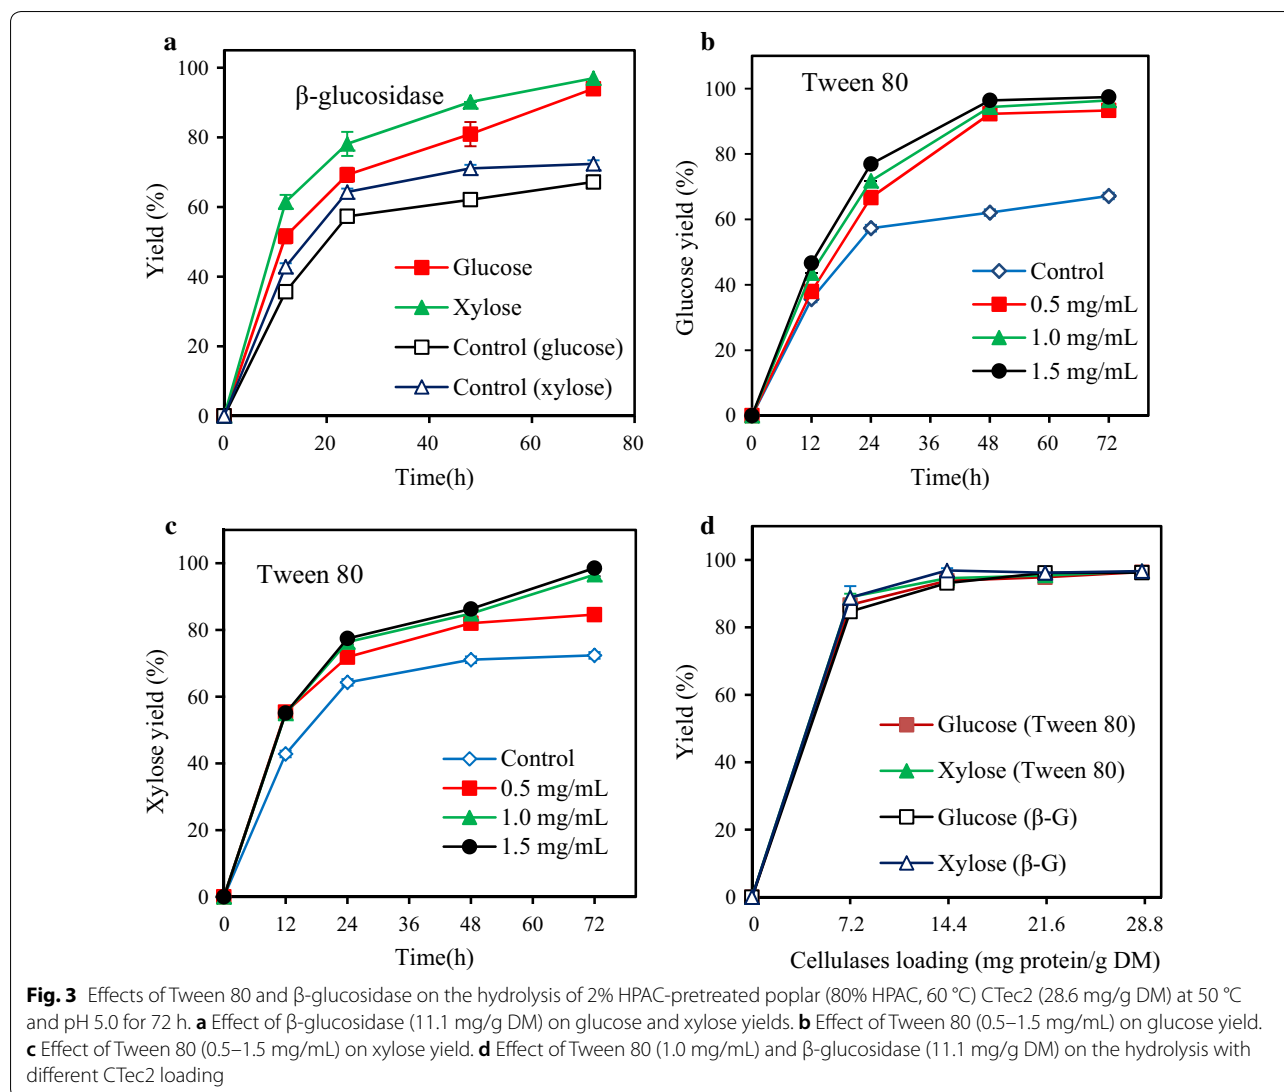 a
β-glucosidase
Yield (%)
100
80
60
40
20
0
0 20 40 60 80
Time(h)
Glucose
Xylose
Control (glucose)
Control (xylose)
b
Tween 80
Glucose yield (%)
100
80
60
40
20
0
0 12 24 36 48 60 72
Time(h)
Control
0.5 mg/mL
1.0 mg/mL
1.5 mg/mL
c
Tween 80
Xylose yield (%)
100
80
60
40
20
0
0 12 24 36 48 60 72
Time(h)
Control
0.5 mg/mL
1.0 mg/mL
1.5 mg/mL
d
Yield (%)
100
80
60
40
20
0
0 7.2 14.4 21.6 28.8
Cellulases loading (mg protein/g DM)
Glucose (Tween 80)
Xylose (Tween 80)
Glucose (β-G)
Xylose (β-G)
Fig. 3 Effects of Tween 80 and β-glucosidase on the hydrolysis of 2% HPAC-pretreated poplar (80% HPAC, 60 °C) CTec2 (28.6 mg/g DM) at 50 °C
and pH 5.0 for 72 h. a Effect of β-glucosidase (11.1 mg/g DM) on glucose and xylose yields. b Effect of Tween 80 (0.5–1.5 mg/mL) on glucose yield.
c Effect of Tween 80 (0.5–1.5 mg/mL) on xylose yield. d Effect of Tween 80 (1.0 mg/mL) and β-glucosidase (11.1 mg/g DM) on the hydrolysis with
different CTec2 loading